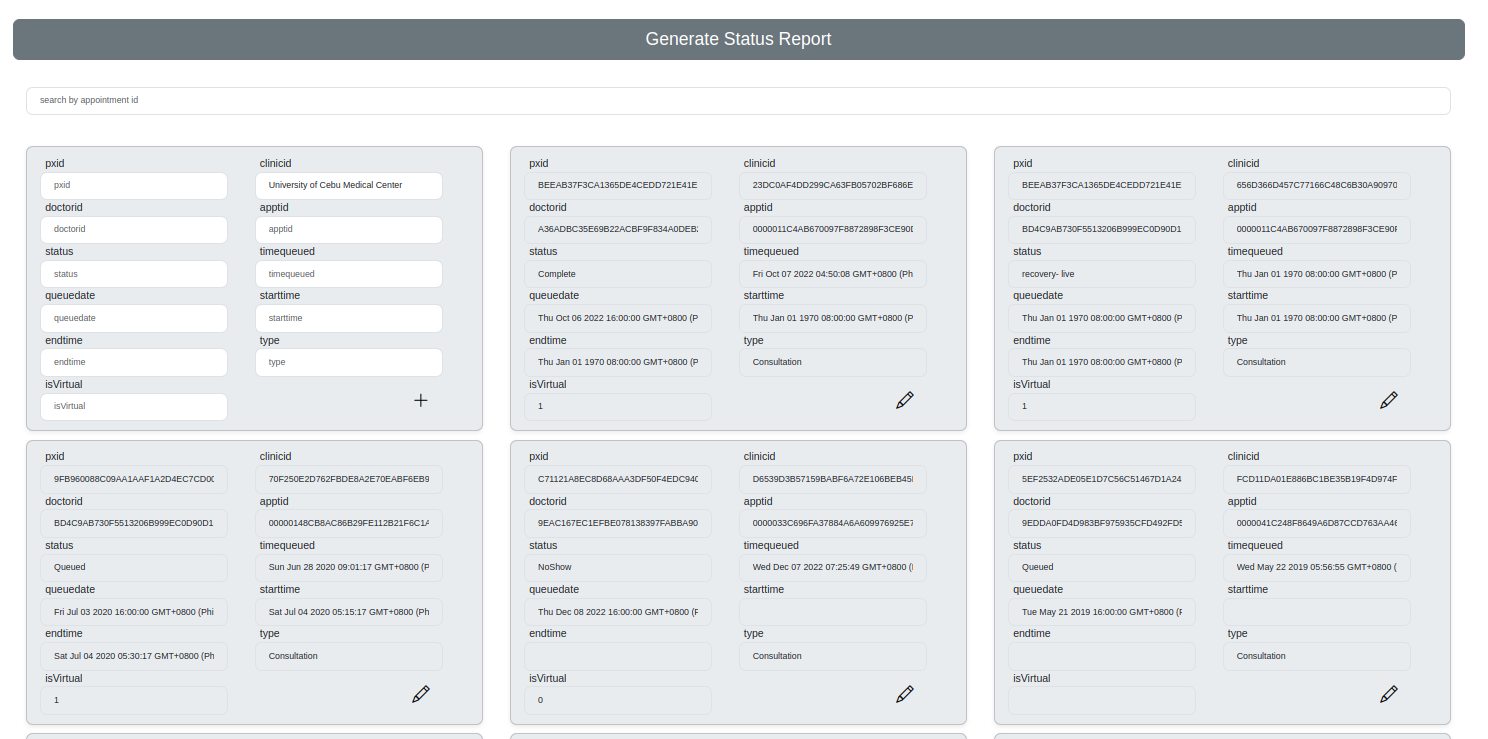 Generate Status Report
search by appointment id
pxid clinicid
pxid University of Cebu Medical Center
doctorid apptid
doctorid apptid
status timequeued
status timequeued
queuedate starttime
queuedate starttime
endtime type
endtime type
isVirtual
isVirtual
pxid clinicid
BEEAB37F3CA1365DE4CEDD721E41E 23DC0AF4DD299CA63FB05702BF686E
doctorid apptid
A36ADBC35E69B22ACBF9F834A0DEB 0000011C4AB670097F8872898F3CE90
status timequeued
Complete Fri Oct 07 2022 04:50:08 GMT+0800 (Ph
queuedate starttime
Thu Oct 06 2022 16:00:00 GMT+0800 (P Thu Jan 01 1970 08:00:00 GMT+0800 (P
endtime type
Thu Jan 01 1970 08:00:00 GMT+0800 (P Consultation
isVirtual
1
pxid clinicid
BEEAB37F3CA1365DE4CEDD721E41E 656D366D457C77166C48C6B30A90970
doctorid apptid
BD4C9AB730F5513206B999EC0D90D1 0000011C4AB670097F8872898F3CE90
status timequeued
recovery- live Thu Jan 01 1970 08:00:00 GMT+0800 (P
queuedate starttime
Thu Jan 01 1970 08:00:00 GMT+0800 (P Thu Jan 01 1970 08:00:00 GMT+0800 (P
endtime type
Thu Jan 01 1970 08:00:00 GMT+0800 (P Consultation
isVirtual
1
pxid clinicid
9FB960088C09AA1AAF1A2D4EC7CD0 70F250E2D762FBDE8A2E70EABF6EB9
doctorid apptid
BD4C9AB730F5513206B999EC0D90D1 00000148CB8AC86B29FE112B21F6C1
status timequeued
Queued Sun Jun 28 2020 09:01:17 GMT+0800 (P
queuedate starttime
Fri Jul 03 2020 16:00:00 GMT+0800 (Phi Sat Jul 04 2020 05:15:17 GMT+0800 (Ph
endtime type
Sat Jul 04 2020 05:30:17 GMT+0800 (Ph Consultation
isVirtual
1
pxid clinicid
C71121A8EC8D68AAA3DF50F4EDC94 D6539D3B57159BABF6A72E106BEB45
doctorid apptid
9EAC167EC1EFBE078138397FABBA90 0000033C696FA37884A6A609976925E
status timequeued
NoShow Wed Dec 07 2022 07:25:49 GMT+0800 (
queuedate starttime
Thu Dec 08 2022 16:00:00 GMT+0800 (P
endtime type
Consultation
isVirtual
0
pxid clinicid
5EF2532ADE05E1D7C56C51467D1A24 FCD11DA01E886BC1BE35B19F4D974F
doctorid apptid
9EDDA0FD4D983BF975935CFD492FD 0000041C248F8649A6D87CCD763AA4
status timequeued
Queued Wed May 22 2019 05:56:55 GMT+0800 (
queuedate starttime
Tue May 21 2019 16:00:00 GMT+0800 (P
endtime type
Consultation
isVirtual